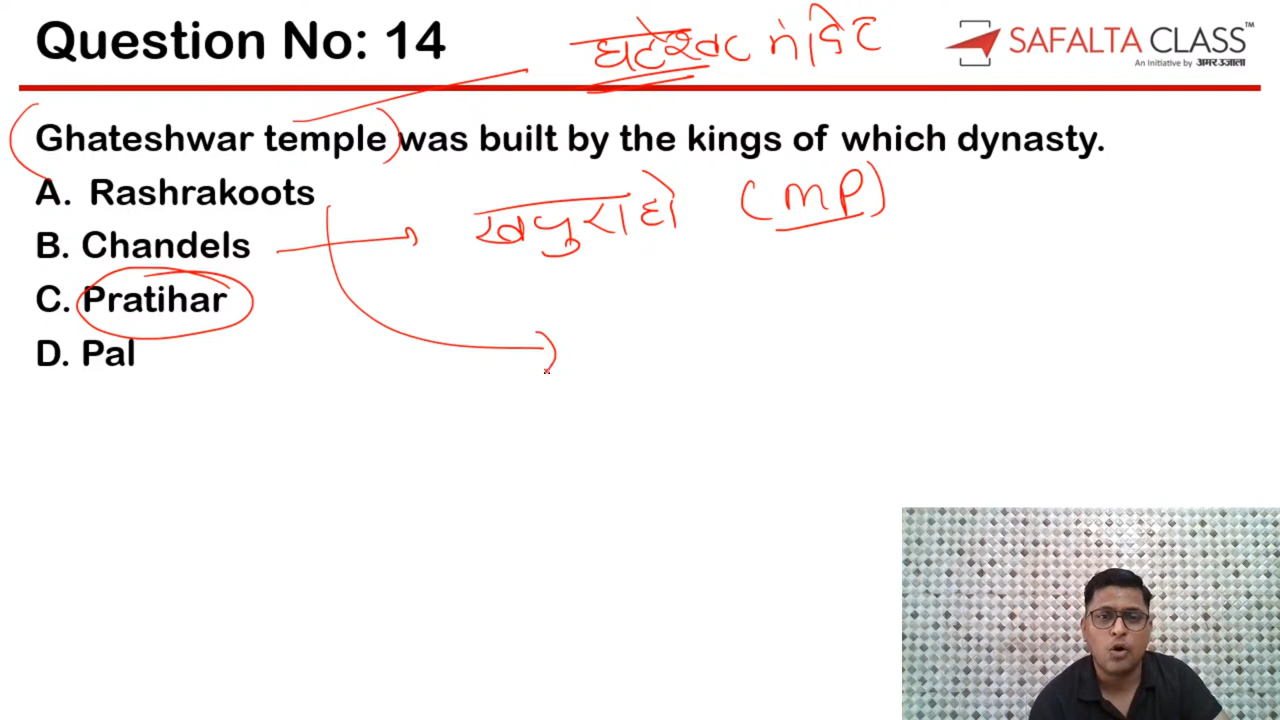 Question No: 14
घटेश्वर मंदिर
SAFALTA CLASS™
An Initiative by अमर उजाला
Ghateshwar temple was built by the kings of which dynasty.
A. Rashrakoots
खजुराहो (MP)
B. Chandels
C. Pratihar
D. Pal